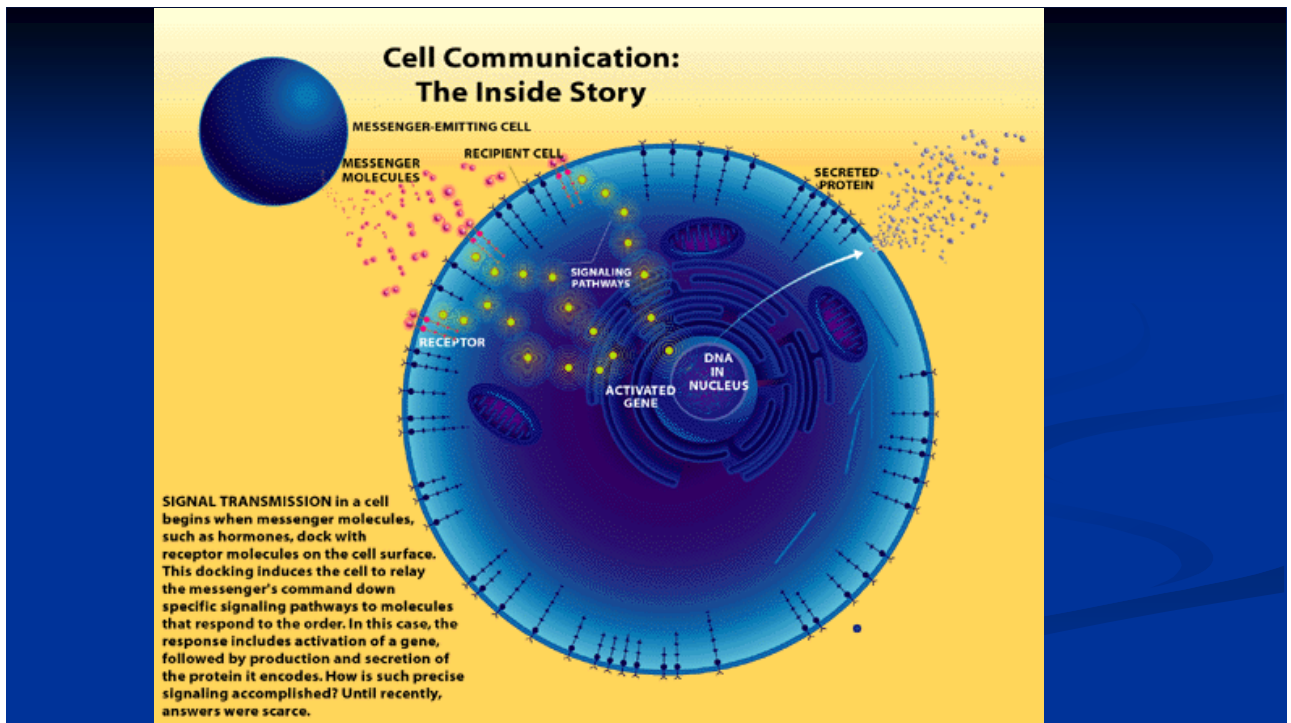 Cell Communication:
The Inside Story
MESSENGER-EMITTING CELL
RECIPIENT CELL
MESSENGER
MOLECULES
SECRETED
PROTEIN
SIGNALING
PATHWAYS
RECEPTOR
DNA
IN
NUCLEUS
ACTIVATED
GENE
SIGNAL TRANSMISSION in a cell
begins when messenger molecules,
such as hormones, dock with
receptor molecules on the cell surface.
This docking induces the cell to relay
the messenger's command down
specific signaling pathways to molecules
that respond to the order. In this case, the
response includes activation of a gene,
followed by production and secretion of
the protein it encodes. How is such precise
signaling accomplished? Until recently,
answers were scarce.